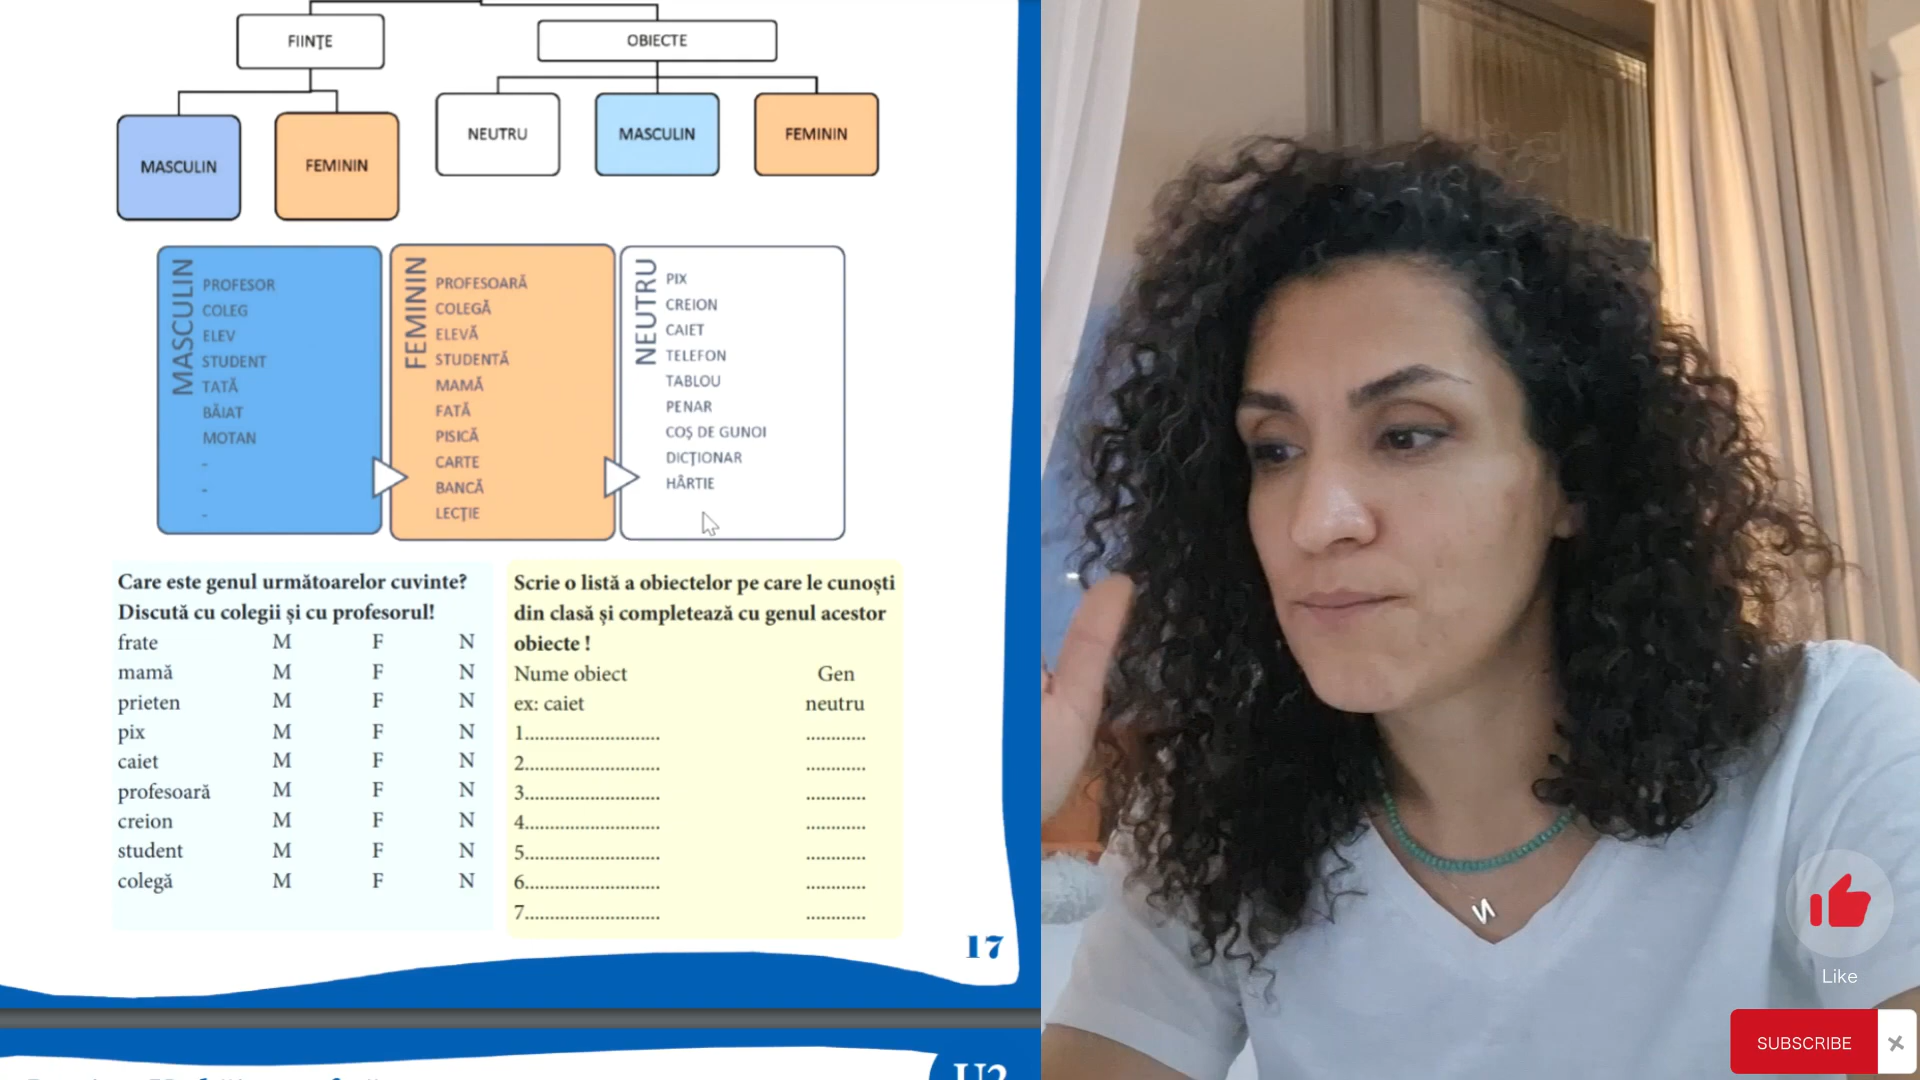 FIINȚE
OBIECTE
MASCULIN
FEMININ
NEUTRU
MASCULIN
FEMININ
MASCULIN
PROFESOR
COLEG
ELEV
STUDENT
TATĂ
BĂIAT
MOTAN
-
-
-
FEMININ
PROFESOARĂ
COLEGĂ
ELEVĂ
STUDENTĂ
MAMĂ
FATĂ
PISICĂ
CARTE
BANCĂ
LECȚIE
NEUTRU
PIX
CREION
CAIET
TELEFON
TABLOU
PENAR
COȘ DE GUNOI
DICȚIONAR
HÂRTIE
Care este genul următoarelor cuvinte?
Discută cu colegii și cu profesorul!
frate M F N
mamă M F N
prieten M F N
pix M F N
caiet M F N
profesoară M F N
creion M F N
student M F N
colegă M F N
Scrie o listă a obiectelor pe care le cunoști
din clasă și completează cu genul acestor
obiecte !
Nume obiect Gen
ex: caiet neutru
1........................... ............
2........................... ............
3........................... ............
4........................... ............
5........................... ............
6........................... ............
7........................... ............
17
U2
N
Like
SUBSCRIBE